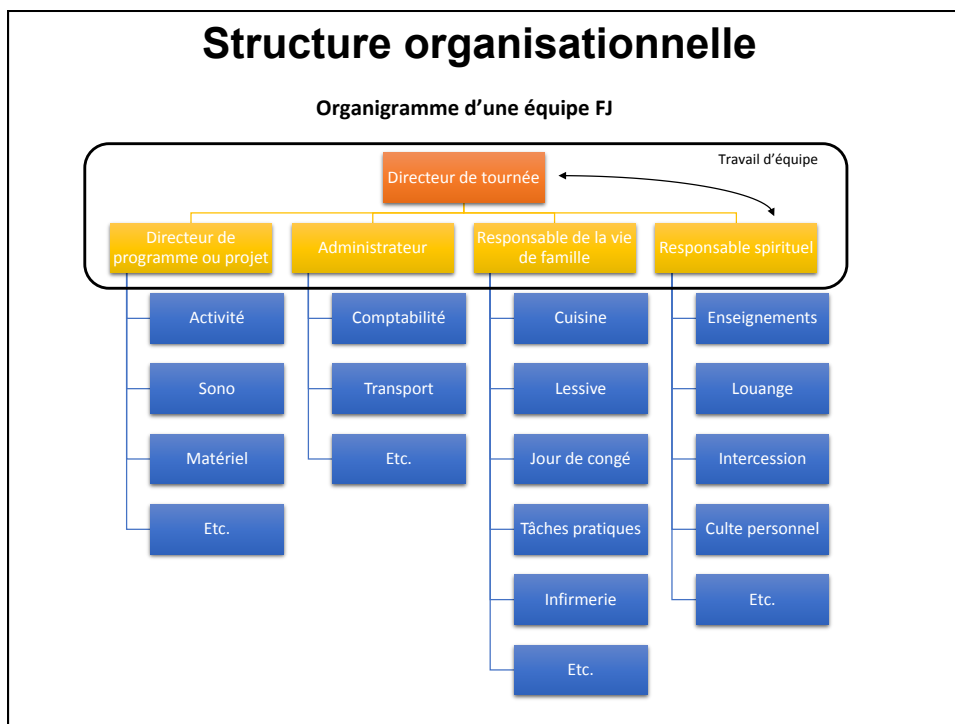 Structure organisationnelle
Organigramme d’une équipe FJ
Travail d’équipe
Directeur de tournée
Directeur de
programme ou projet
Administrateur
Responsable de la vie
de famille
Responsable spirituel
Activité
Sono
Matériel
Etc.
Comptabilité
Transport
Etc.
Cuisine
Lessive
Jour de congé
Tâches pratiques
Infirmerie
Etc.
Enseignements
Louange
Intercession
Culte personnel
Etc.